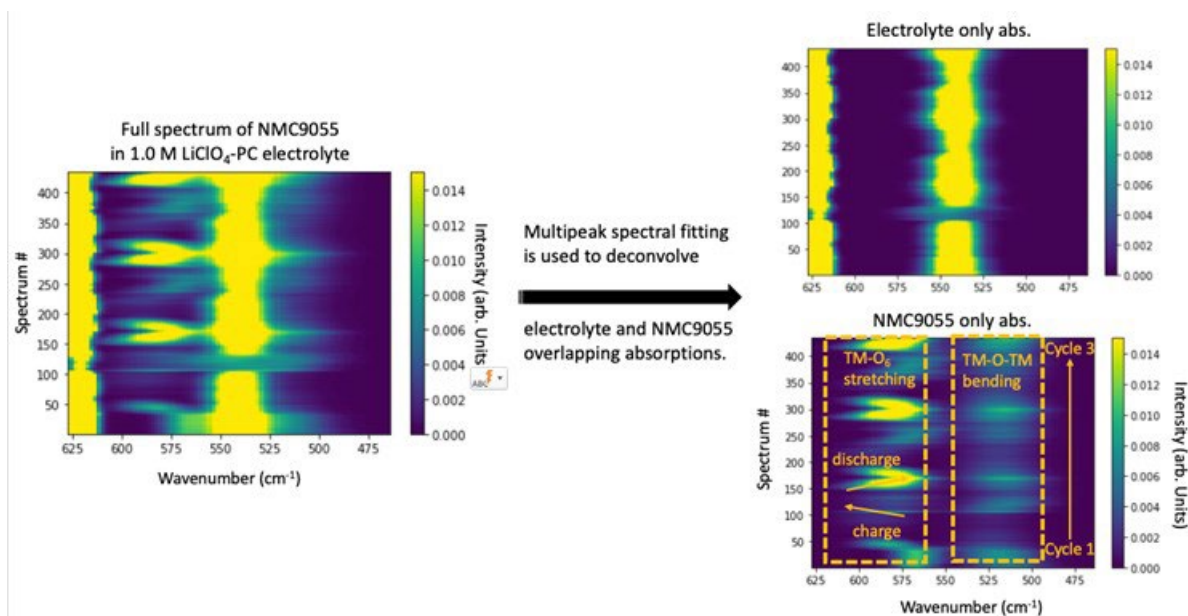 Full spectrum of NMC9055
in 1.0 M LiClO₄-PC electrolyte
Spectrum #
400
350
300
250
200
150
100
50
625 600 575 550 525 500 475
Wavenumber (cm⁻¹)
0.014
0.012
0.010
0.008
0.006
0.004
0.002
0.000
Intensity (arb. Units)
ABC
Multipeak spectral fitting
is used to deconvolve
electrolyte and NMC9055
overlapping absorptions.
Electrolyte only abs.
400
350
300
250
200
150
100
50
625 600 575 550 525 500 475
0.014
0.012
0.010
0.008
0.006
0.004
0.002
0.000
NMC9055 only abs.
Spectrum #
400
350
300
250
200
150
100
50
TM-O₆
stretching
TM-O-TM
bending
Cycle 3
discharge
charge
Cycle 1
625 600 575 550 525 500 475
Wavenumber (cm⁻¹)
0.014
0.012
0.010
0.008
0.006
0.004
0.002
0.000
Intensity (arb. Units)